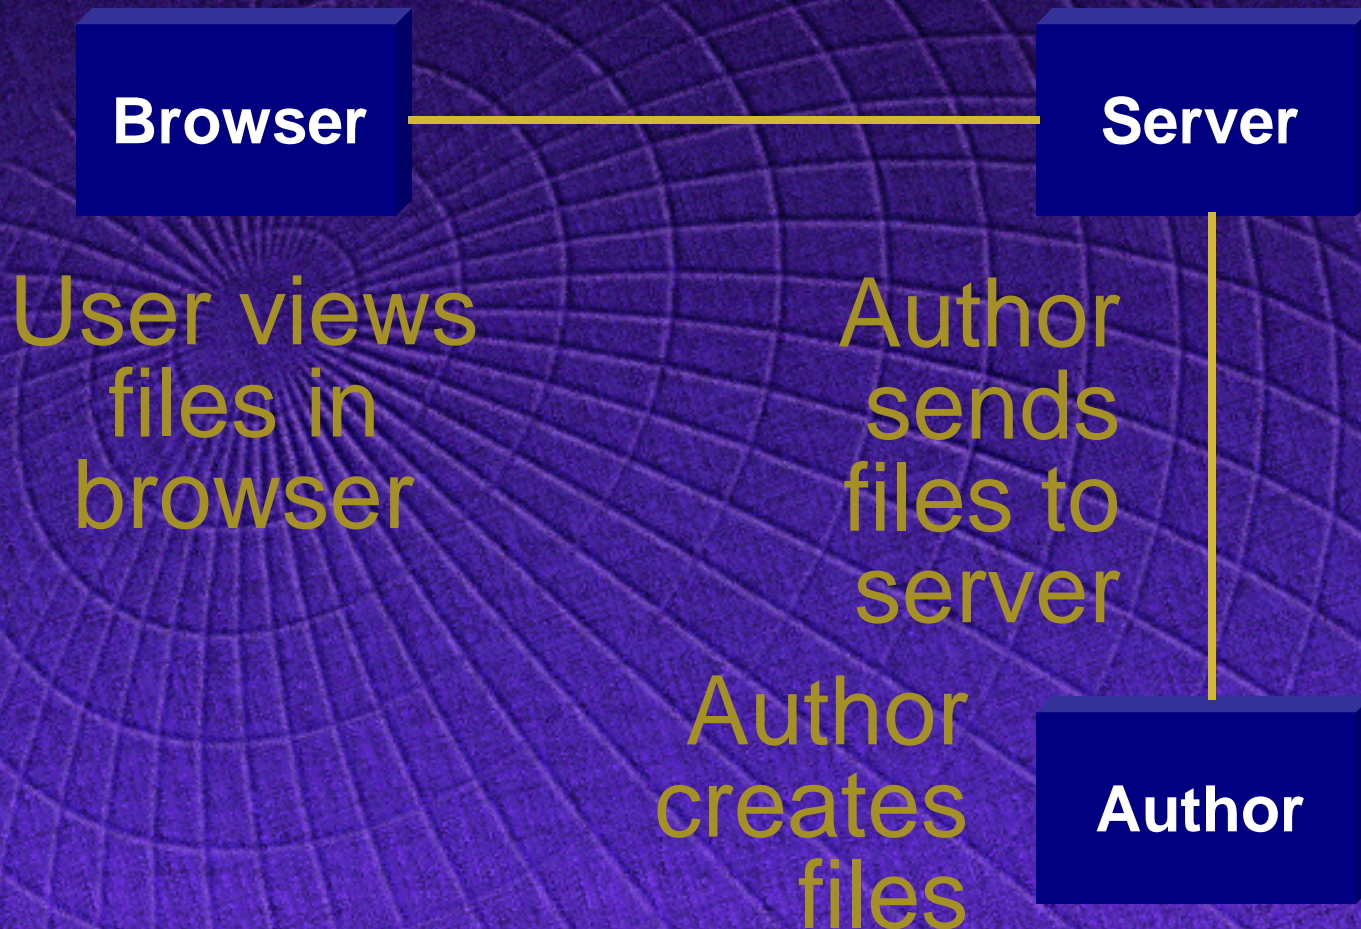 Browser
Server
User views
files in
browser
Author
sends
files to
server
Author
creates
files
Author